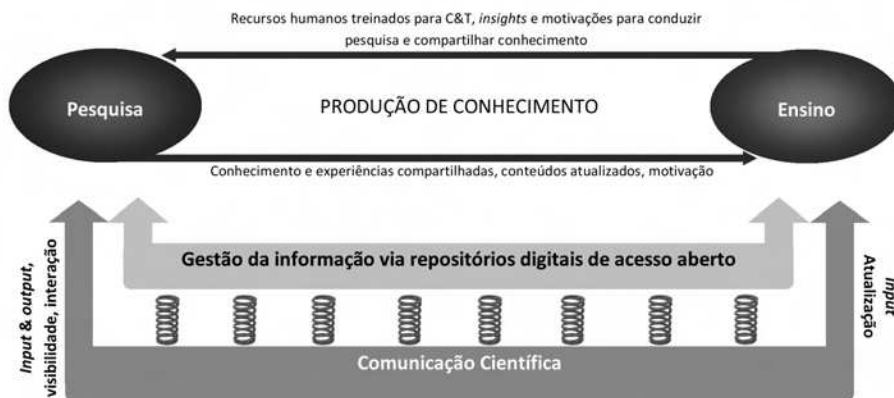 Recursos humanos treinados para C&T, insights e motivações para conduzir
pesquisa e compartilhar conhecimento
Pesquisa
PRODUÇÃO DE CONHECIMENTO
Ensino
Conhecimento e experiências compartilhadas, conteúdos atualizados, motivação
Input & output,
visibilidade, interação
Gestão da informação via repositórios digitais de acesso aberto
Input
Atualização
Comunicação Científica